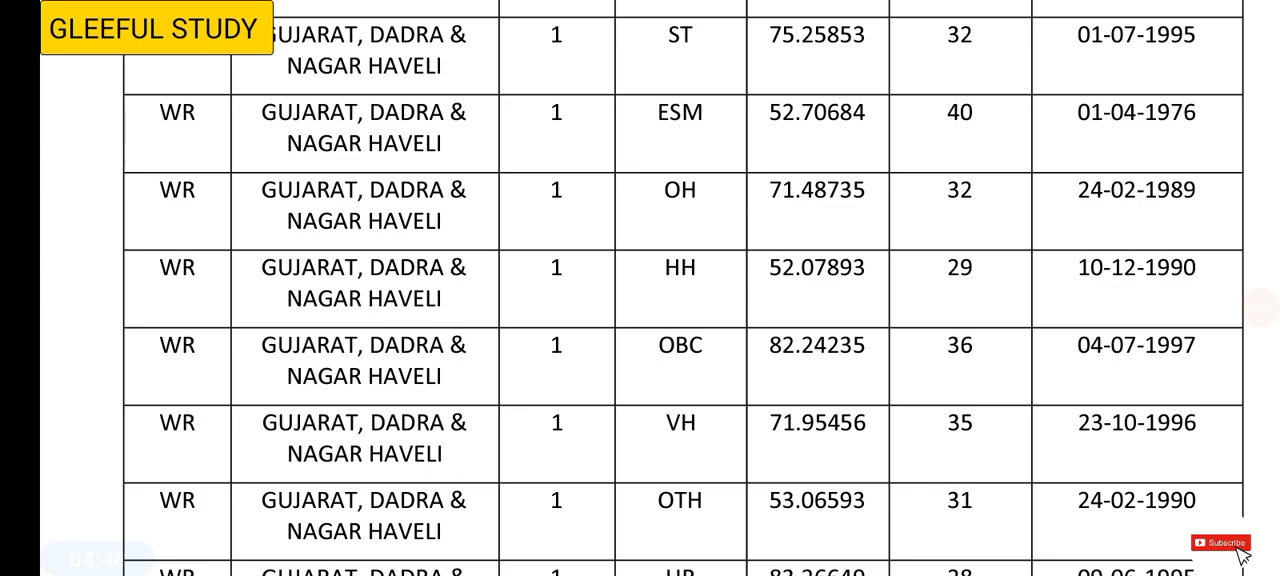 GLEEFUL STUDY
GUJARAT, DADRA & 1 ST 75.25853 32 01-07-1995
NAGAR HAVELI
WR GUJARAT, DADRA & 1 ESM 52.70684 40 01-04-1976
NAGAR HAVELI
WR GUJARAT, DADRA & 1 OH 71.48735 32 24-02-1989
NAGAR HAVELI
WR GUJARAT, DADRA & 1 HH 52.07893 29 10-12-1990
NAGAR HAVELI
WR GUJARAT, DADRA & 1 OBC 82.24235 36 04-07-1997
NAGAR HAVELI
WR GUJARAT, DADRA & 1 VH 71.95456 35 23-10-1996
NAGAR HAVELI
WR GUJARAT, DADRA & 1 OTH 53.06593 31 24-02-1990
NAGAR HAVELI
Subscribe
WR GUJARAT, DADRA & 1 UR 83.26649 28 09-06-1995